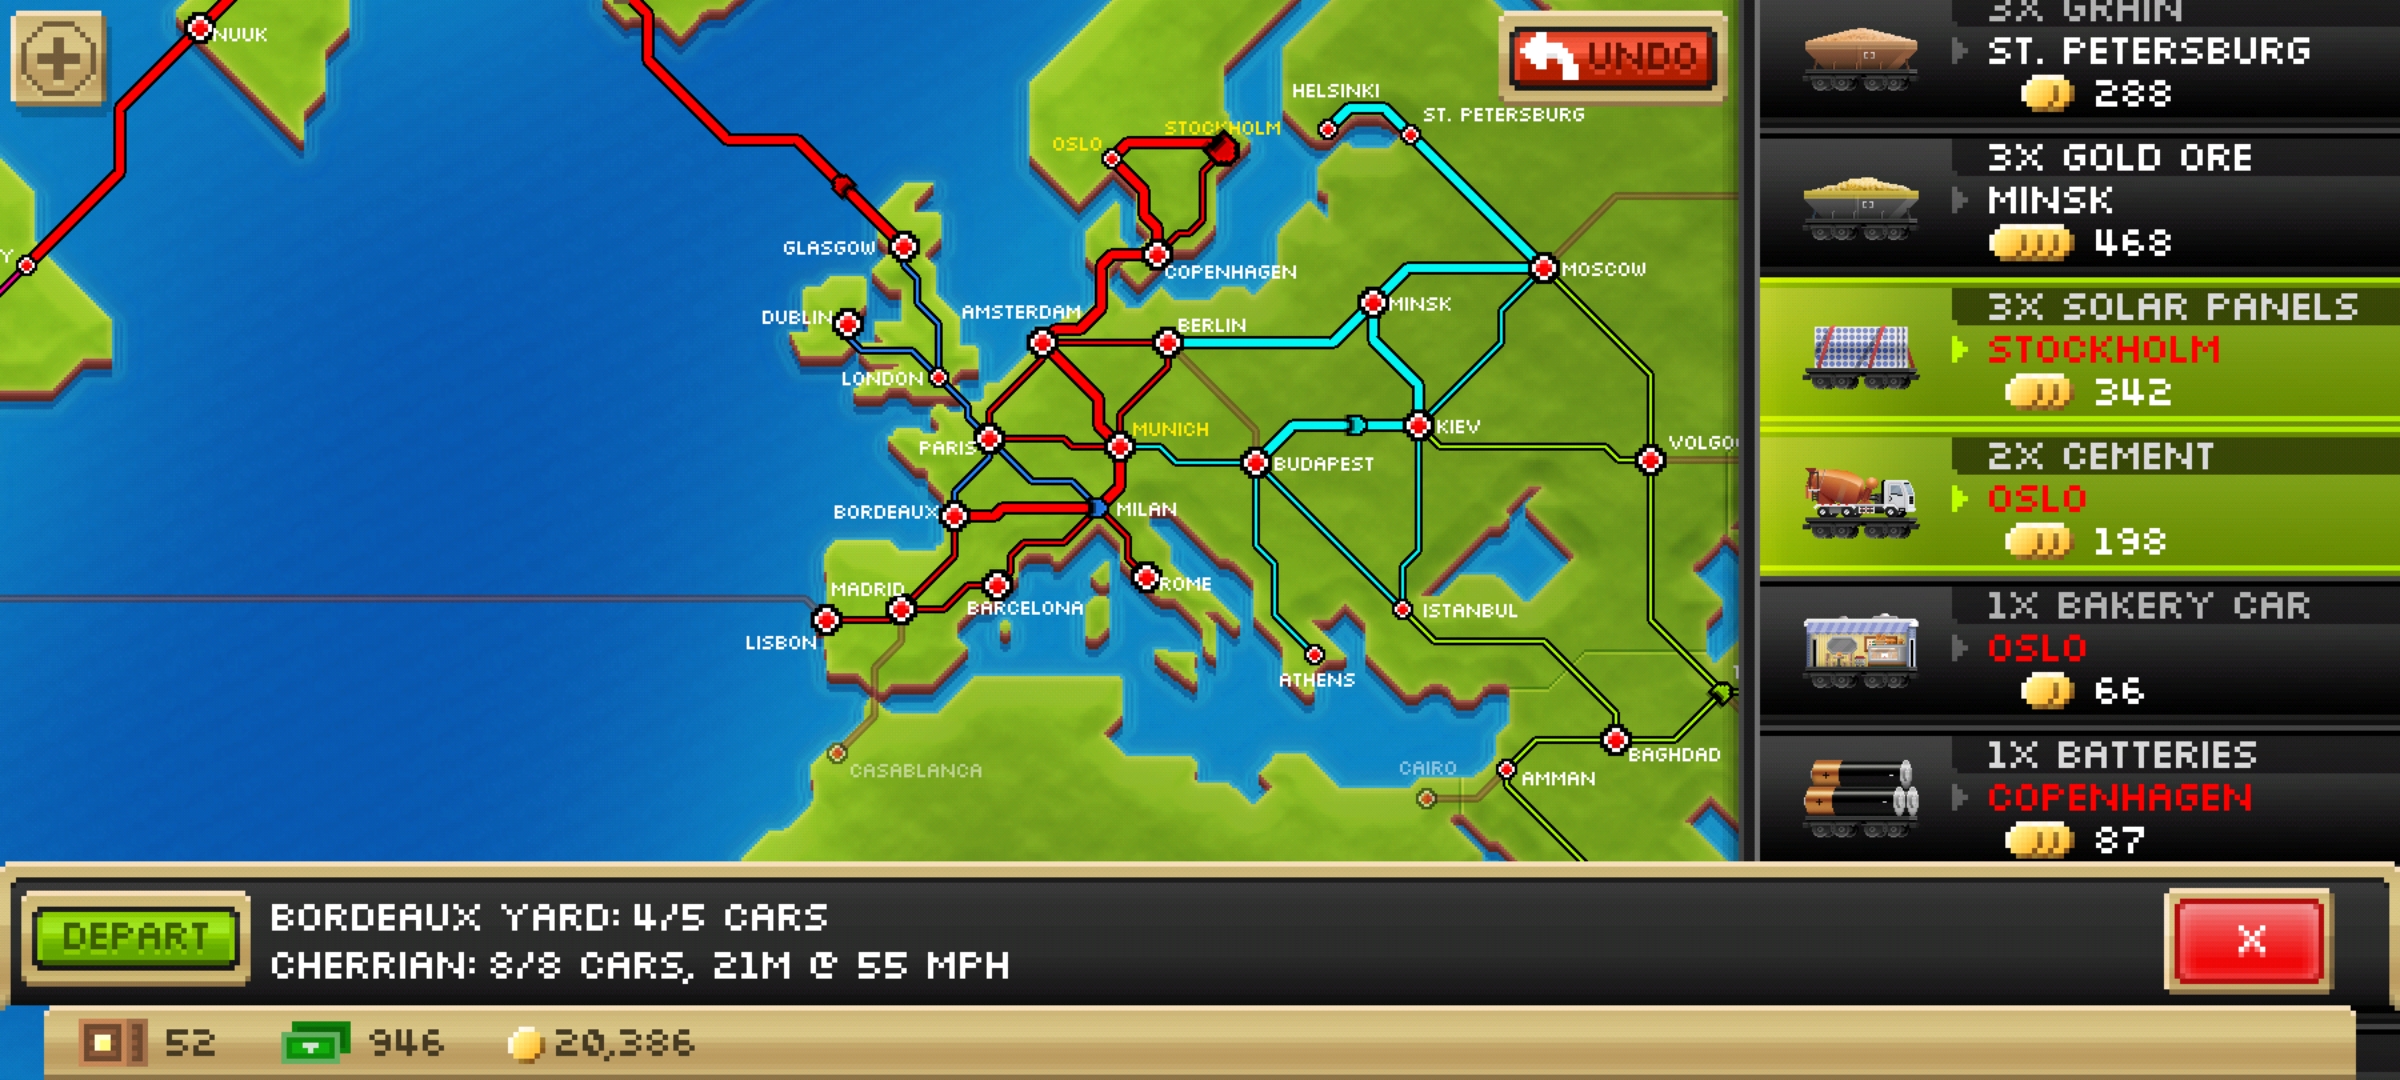 NUUK
UNDO
HELSINKI
ST. PETERSBURG
STOCKHOLM
OSLO
GLASGOW
COPENHAGEN
MOSCOW
MINSK
AMSTERDAM
DUBLIN
BERLIN
LONDON
PARIS
MUNICH
KIEV
VOLGO
BUDAPEST
BORDEAUX
MILAN
MADRID
ROME
BARCELONA
ISTANBUL
LISBON
ATHENS
CASABLANCA
CAIRO
AMMAN
BAGHDAD
3X GRAIN
ST. PETERSBURG
288
3X GOLD ORE
MINSK
468
3X SOLAR PANELS
STOCKHOLM
342
2X CEMENT
OSLO
198
1X BAKERY CAR
OSLO
66
1X BATTERIES
COPENHAGEN
87
DEPART
BORDEAUX YARD: 4/5 CARS
CHERRIAN: 8/8 CARS, 21M @ 55 MPH
X
52
946
20,386